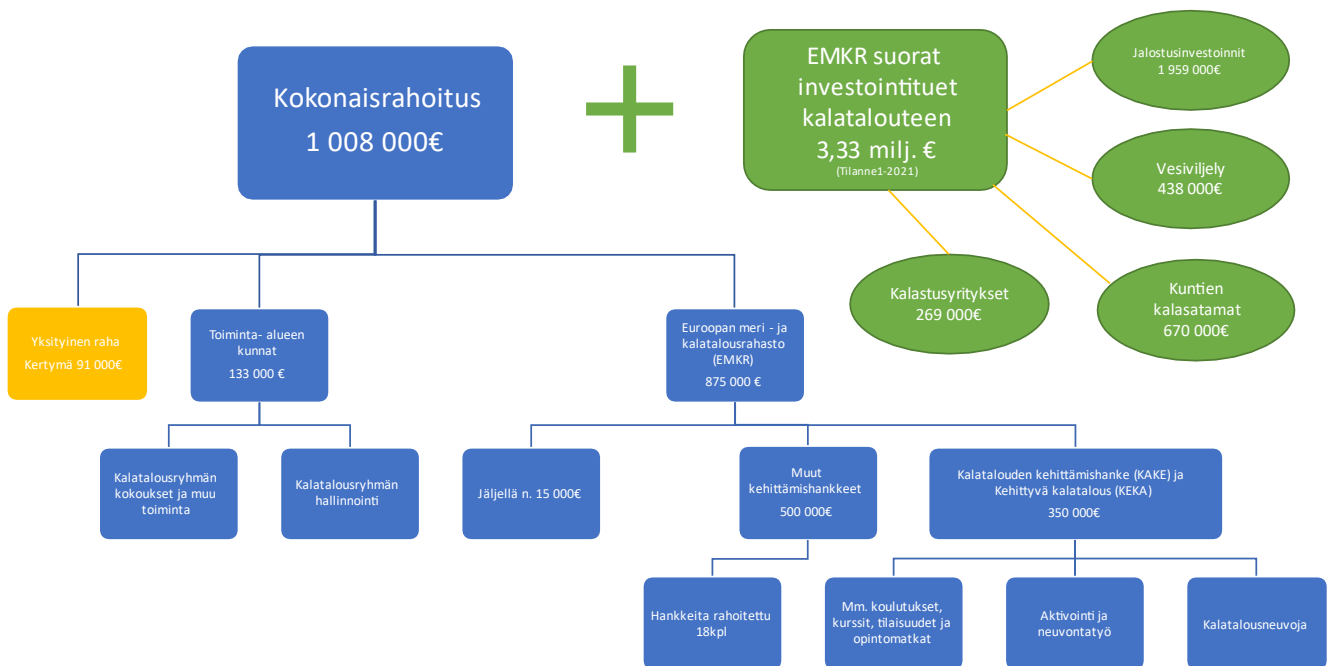 Kokonaisrahoitus
1 008 000€
EMKR suorat
investointituet
kalatalouteen
3,33 milj. €
(Tilanne1-2021)
Jalostusinvestoinnit
1 959 000€
Vesiviljely
438 000€
Kuntien
kalasatamat
670 000€
Kalastusyritykset
269 000€
Yksityinen raha
Kertymä 91 000€
Toiminta- alueen
kunnat
133 000 €
Euroopan meri - ja
kalatalousrahasto
(EMKR)
875 000 €
Kalatalousryhmän
kokoukset ja muu
toiminta
Kalatalousryhmän
hallinnointi
Jäljellä n. 15 000€
Muut
kehittämishankkeet
500 000€
Kalatalouden kehittämishanke (KAKE) ja
Kehittyvä kalatalous (KEKA)
350 000€
Hankkeita rahoitettu
18kpl
Mm. koulutukset,
kurssit, tilaisuudet ja
opintomatkat
Aktivointi ja
neuvontatyö
Kalatalousneuvoja